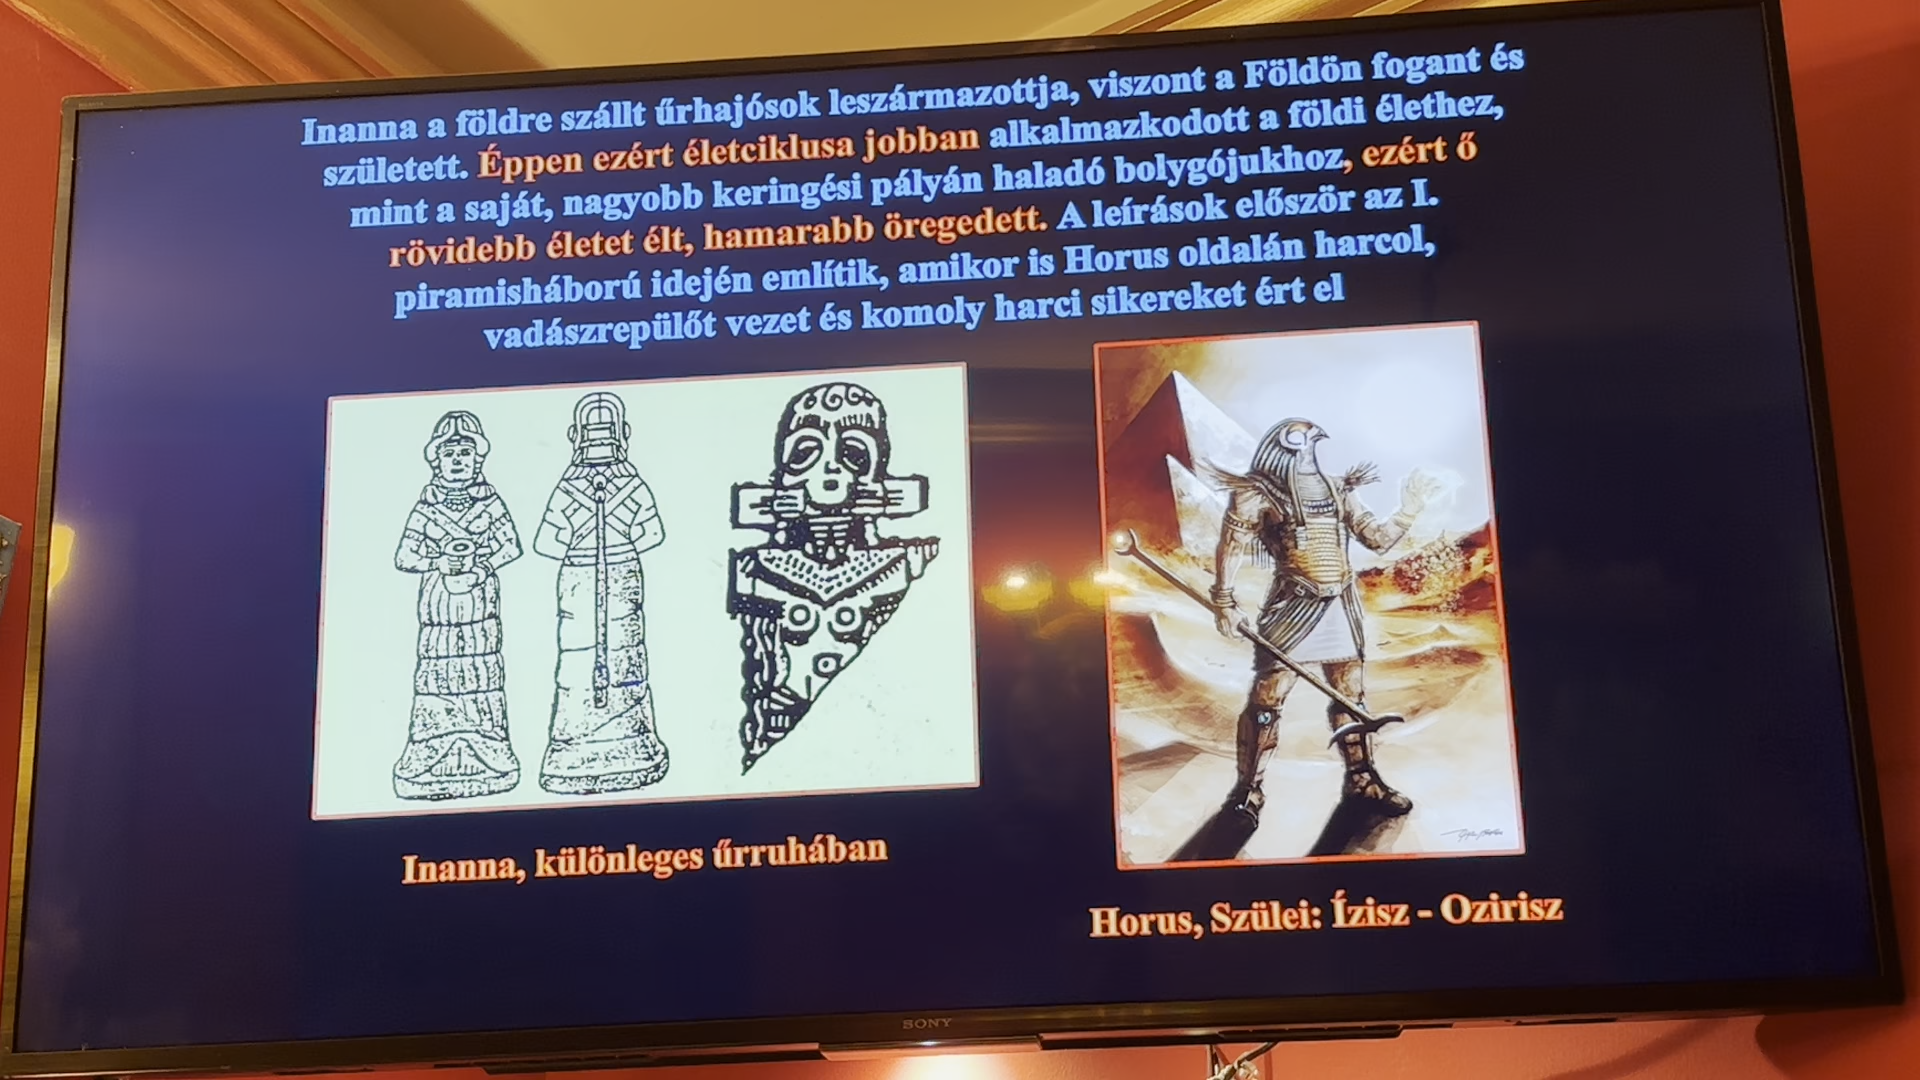 Inanna a földre szállt űrhajósok leszármazottja, viszont a Földön fogant és
született. Éppen ezért életciklusa jobban alkalmazkodott a földi élethez,
mint a saját, nagyobb keringési pályán haladó bolygójukhoz, ezért ő
rövidebb életet élt, hamarabb öregedett. A leírások először az I.
piramisháború idején említik, amikor is Horus oldalán harcol,
vadászrepülőt vezet és komoly harci sikereket ért el
Inanna, különleges űrruhában
Horus, Szülei: Ízisz - Ozirisz
SONY